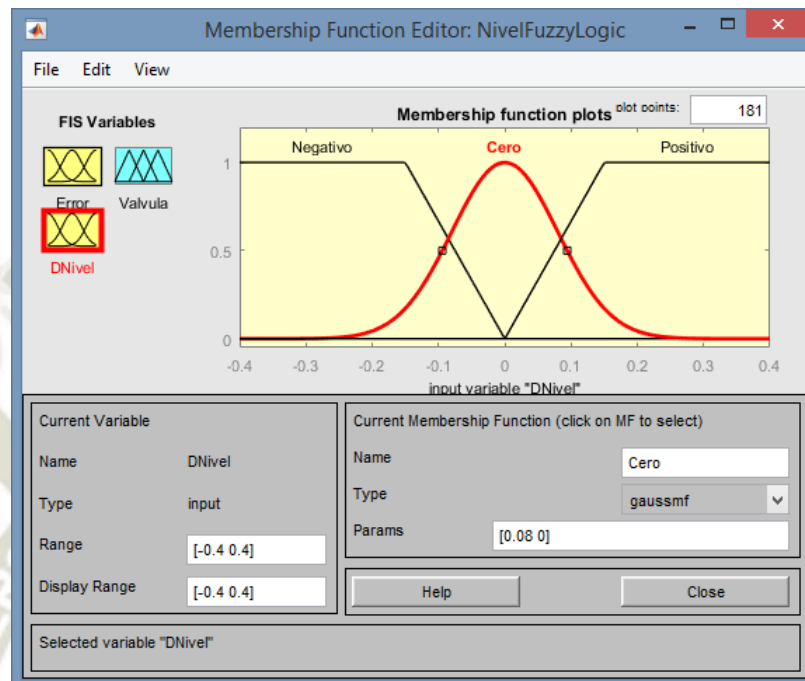 Membership Function Editor: NivelFuzzyLogic
File Edit View
FIS Variables
Membership function plots
plot points:
181
Error
Valvula
DNivel
Negativo
Cero
Positivo
1
0.5
0
-0.4 -0.3 -0.2 -0.1 0 0.1 0.2 0.3 0.4
input variable "DNivel"
Current Variable
Name DNivel
Type input
Range [-0.4 0.4]
Display Range [-0.4 0.4]
Current Membership Function (click on MF to select)
Name Cero
Type gaussmf
Params [0.08 0]
Help Close
Selected variable "DNivel"